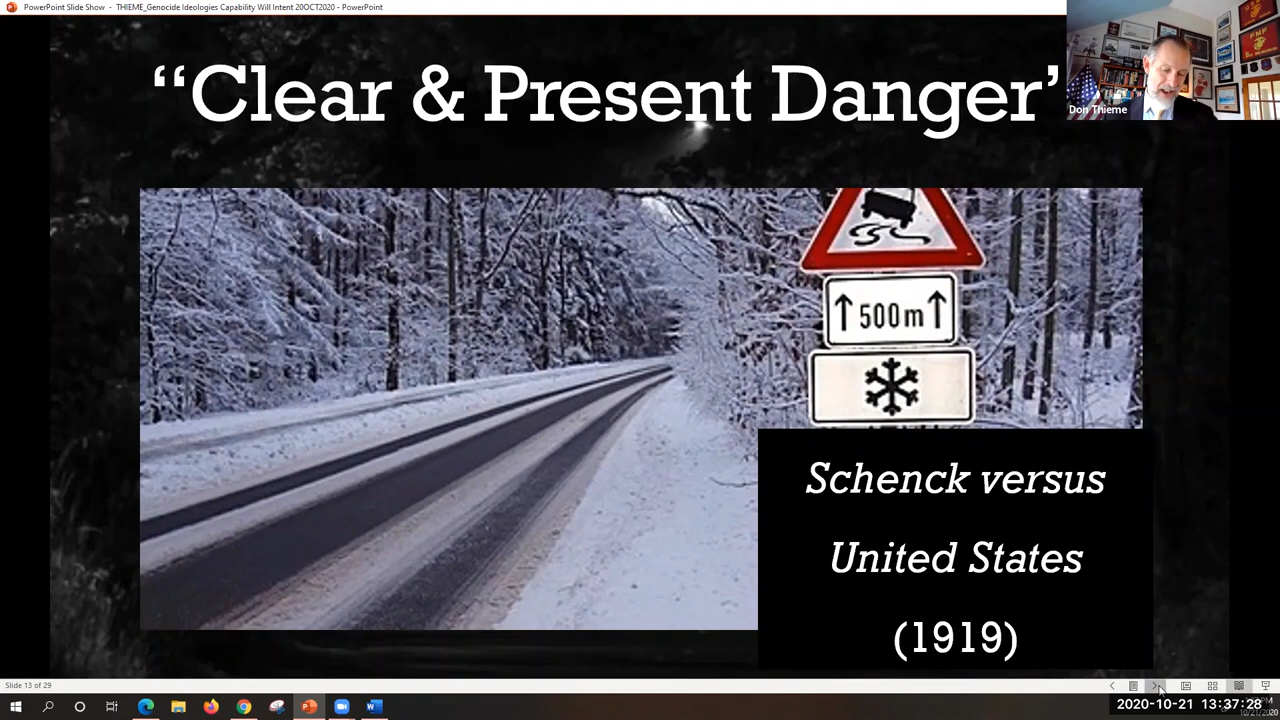 PowerPoint Slide Show - THIEME_Genocide Ideologies Capability Will Intent 20OCT2020 - PowerPoint
“Clear & Present Danger’
Don Thieme
500m
Schenck versus
United States
(1919)
Slide 13 of 29
2020-10-21 13:37:28